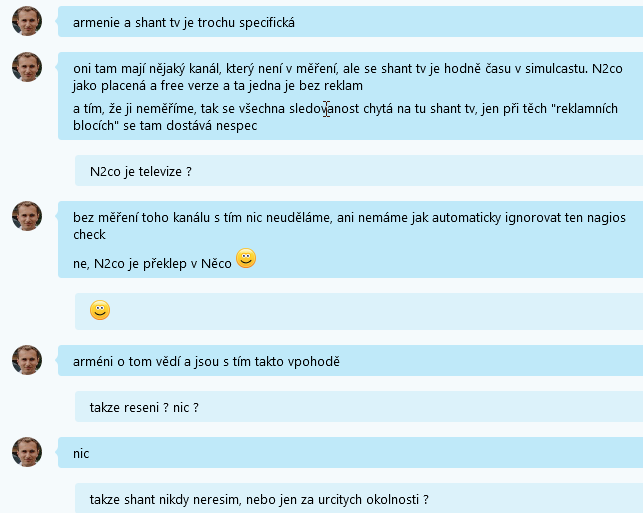 armenie a shant tv je trochu specifická
oni tam mají nějaký kanál, který není v měření, ale se shant tv je hodně času v simulcastu. N2co
jako placená a free verze a ta jedna je bez reklam
a tím, že ji neměříme, tak se všechna sledovanost chytá na tu shant tv, jen při těch "reklamních
blocích" se tam dostává nespec
N2co je televize ?
bez měření toho kanálu s tím nic neuděláme, ani nemáme jak automaticky ignorovat ten nagios
check
ne, N2co je překlep v Něco
arméni o tom vědí a jsou s tím takto vpohodě
takze reseni ? nic ?
nic
takze shant nikdy neresim, nebo jen za urcitych okolnosti ?